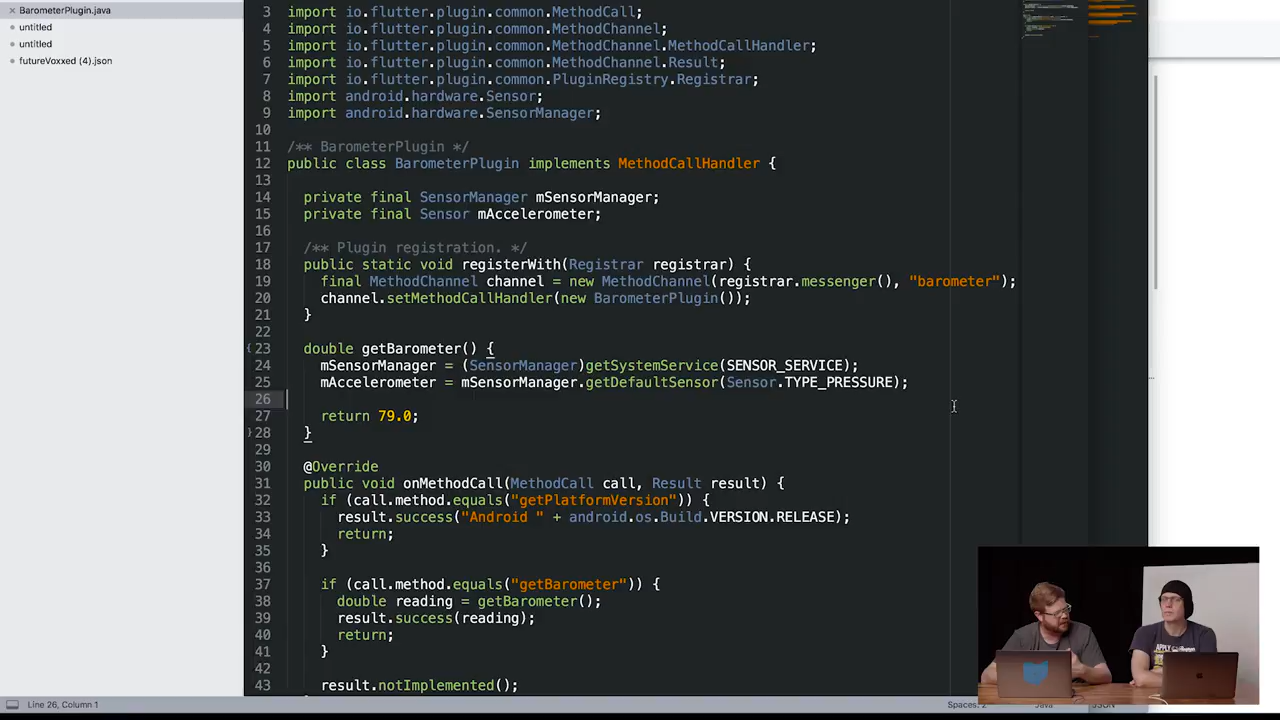 BarometerPlugin.java
untitled
untitled
futureVoxxed (4).json
3 import io.flutter.plugin.common.MethodCall;
4 import io.flutter.plugin.common.MethodChannel;
5 import io.flutter.plugin.common.MethodChannel.MethodCallHandler;
6 import io.flutter.plugin.common.MethodChannel.Result;
7 import io.flutter.plugin.common.PluginRegistry.Registrar;
8 import android.hardware.Sensor;
9 import android.hardware.SensorManager;
10
11 /** BarometerPlugin */
12 public class BarometerPlugin implements MethodCallHandler {
13
14 private final SensorManager mSensorManager;
15 private final Sensor mAccelerometer;
16
17 /** Plugin registration. */
18 public static void registerWith(Registrar registrar) {
19 final MethodChannel channel = new MethodChannel(registrar.messenger(), "barometer");
20 channel.setMethodCallHandler(new BarometerPlugin());
21 }
22
23 double getBarometer() {
24 mSensorManager = (SensorManager)getSystemService(SENSOR_SERVICE);
25 mAccelerometer = mSensorManager.getDefaultSensor(Sensor.TYPE_PRESSURE);
26
27 return 79.0;
28 }
29
30 @Override
31 public void onMethodCall(MethodCall call, Result result) {
32 if (call.method.equals("getPlatformVersion")) {
33 result.success("Android " + android.os.Build.VERSION.RELEASE);
34 return;
35 }
36
37 if (call.method.equals("getBarometer")) {
38 double reading = getBarometer();
39 result.success(reading);
40 return;
41 }
42
43 result.notImplemented();
Line 26, Column 1
Spaces: 2
Java
JSON